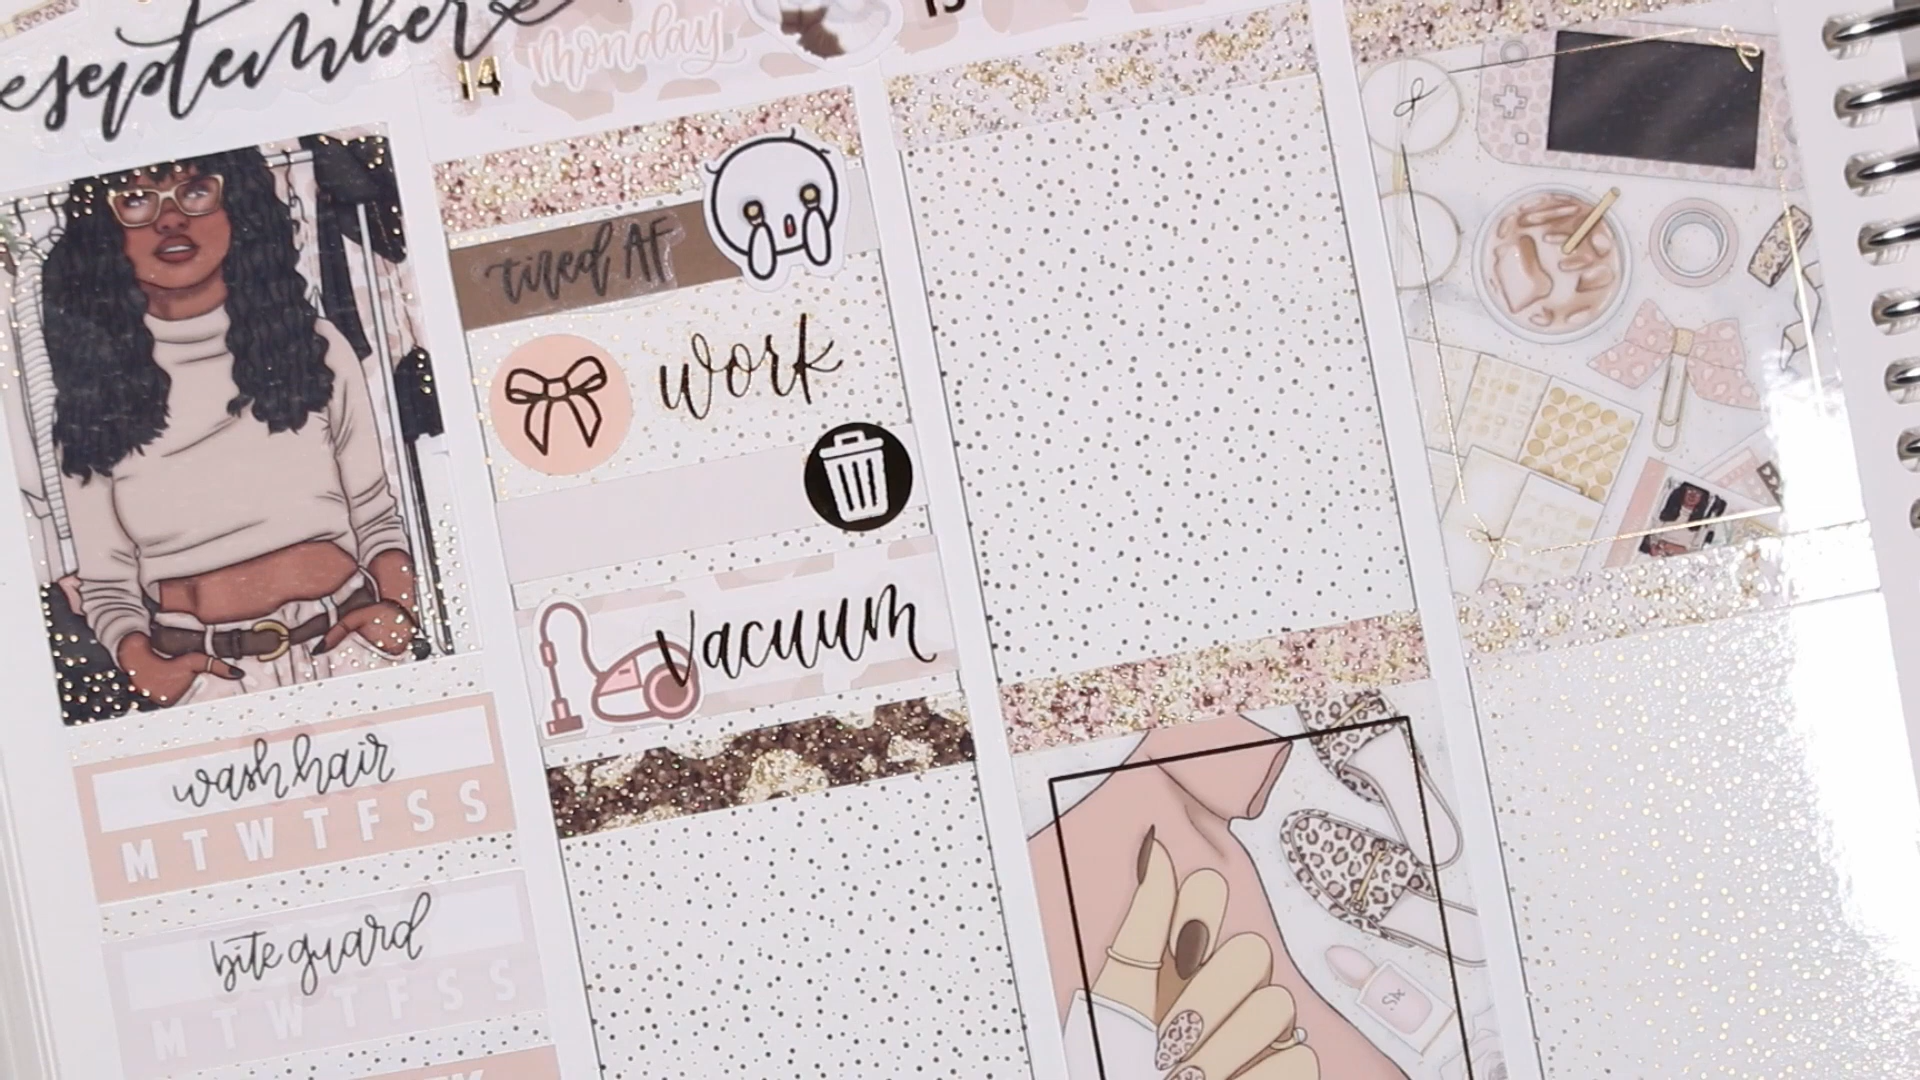 september
14
monday
15
tired AF
work
vacuum
wash hair
M T W T F S S
bite guard
M T W T F S S